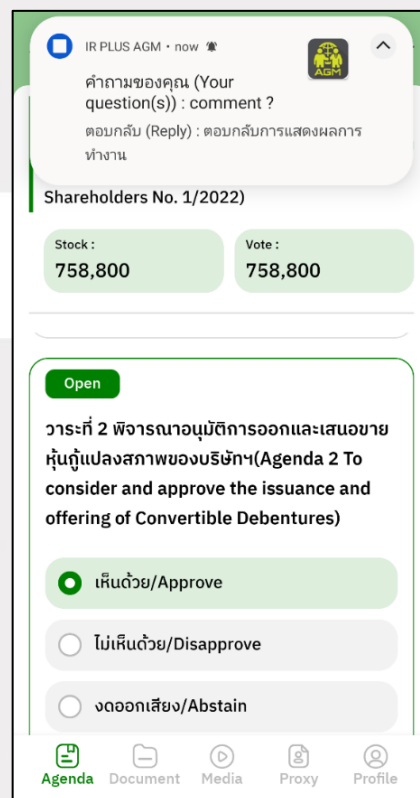 IR PLUS AGM • now
AGM
คำถามของคุณ (Your
question(s)) : comment ?
ตอบกลับ (Reply) : ตอบกลับการแสดงผลการ
ทำงาน
Shareholders No. 1/2022)
Stock :
758,800
Vote :
758,800
Open
วาระที่ 2 พิจารณาอนุมัติการออกและเสนอขาย
หุ้นกู้แปลงสภาพของบริษัทฯ(Agenda 2 To
consider and approve the issuance and
offering of Convertible Debentures)
เห็นด้วย/Approve
ไม่เห็นด้วย/Disapprove
งดออกเสียง/Abstain
Agenda Document Media Proxy Profile